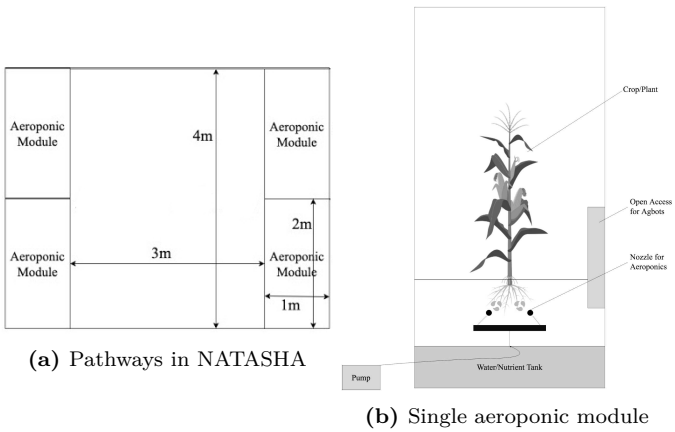 Aeroponic
Module
Aeroponic
Module
4m
Aeroponic
Module
2m
Aeroponic
Module
3m
1m
(a) Pathways in NATASHA
Crop/Plant
Open Access
for Agbots
Nozzle for
Aeroponics
Water/Nutrient Tank
Pump
(b) Single aeroponic module